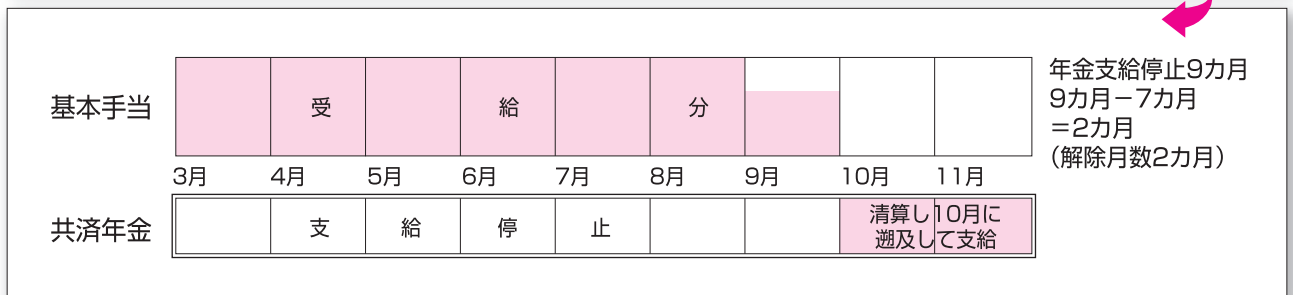 基本手当
受 給 分
年金支給停止9カ月
9カ月－7カ月
＝2カ月
（解除月数2カ月）
3月 4月 5月 6月 7月 8月 9月 10月 11月
共済年金
支 給 停 止
清算し10月に
遡及して支給